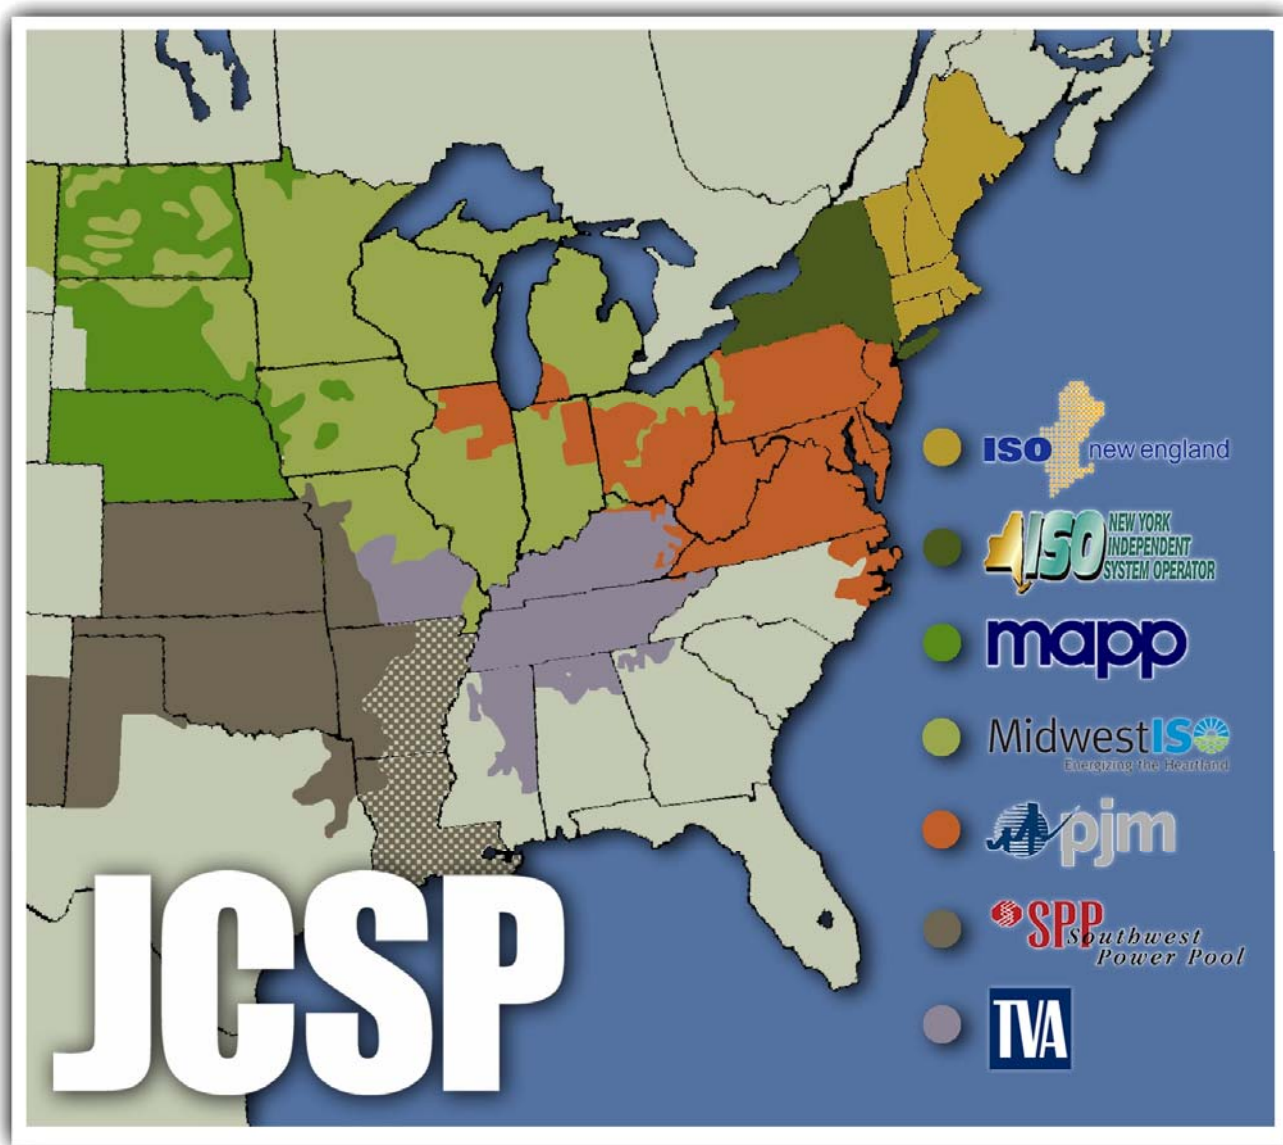 ISO new england
ISO NEW YORK
INDEPENDENT
SYSTEM OPERATOR
mapp
MidwestISO
Energizing the Heartland
pjm
SPP
Southwest
Power Pool
TVA
JCSP